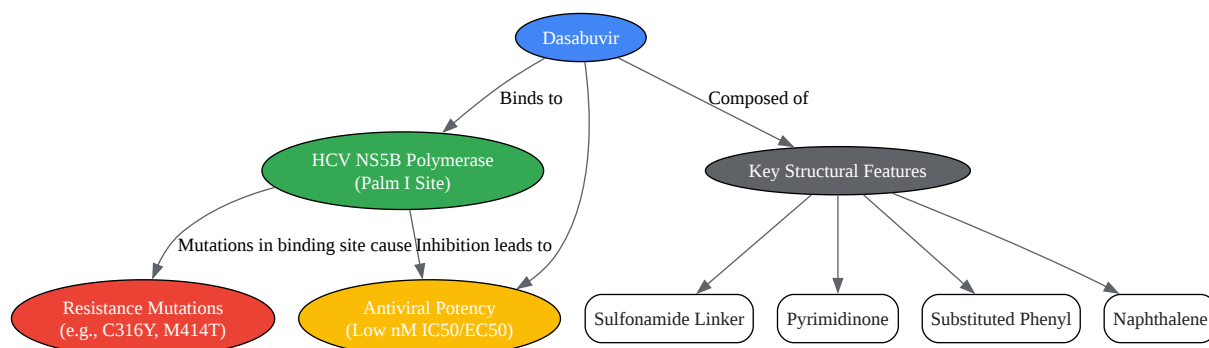 Dasabuvir
Binds to
Composed of
HCV NS5B Polymerase
(Palm I Site)
Key Structural Features
Mutations in binding site cause
Inhibition leads to
Resistance Mutations
(e.g., C316Y, M414T)
Antiviral Potency
(Low nM IC50/EC50)
Sulfonamide Linker
Pyrimidinone
Substituted Phenyl
Naphthalene